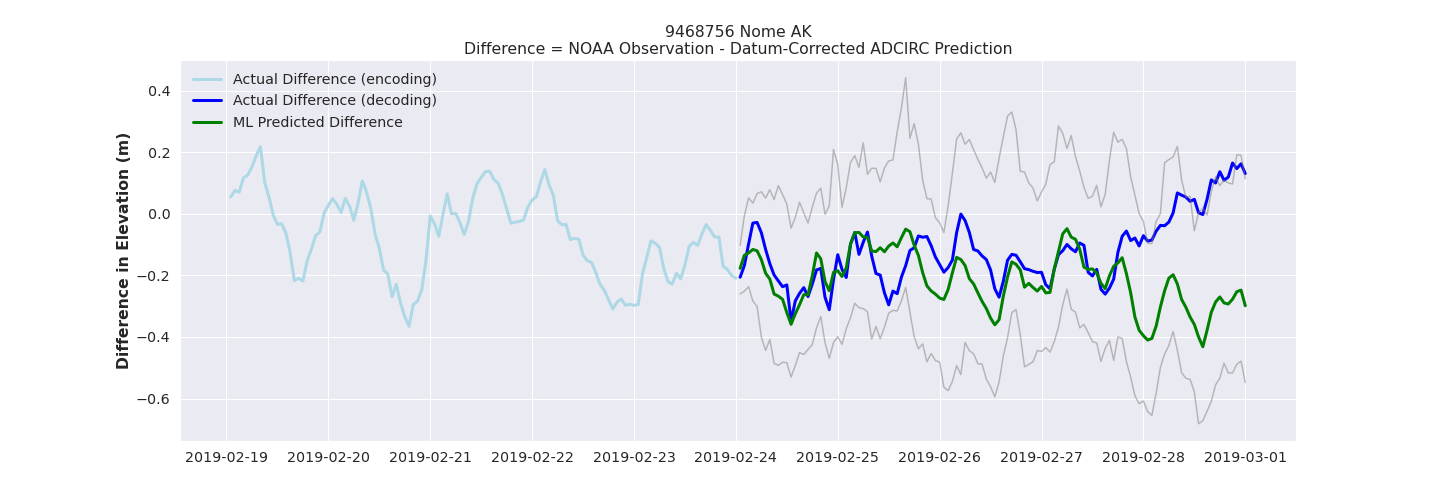 9468756 Nome AK
Difference = NOAA Observation - Datum-Corrected ADCIRC Prediction
Actual Difference (encoding)
Actual Difference (decoding)
ML Predicted Difference
Difference in Elevation (m)
0.4
0.2
0.0
−0.2
−0.4
−0.6
2019-02-19 2019-02-20 2019-02-21 2019-02-22 2019-02-23 2019-02-24 2019-02-25 2019-02-26 2019-02-27 2019-02-28 2019-03-01